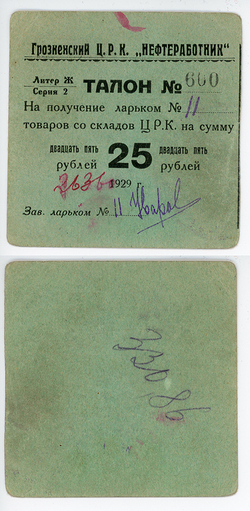 Грозненский Ц. Р. К. „НЕФТЕРАБОТНИК"
Литер Ж
Серии 2
ТАЛОН № 600
На получение ларьком № 11
товаров со складов Ц.Р.К. на сумму
двадцать пять 25 двадцать пять
рублей рублей
1929 г.
Зав. ларьком № 11